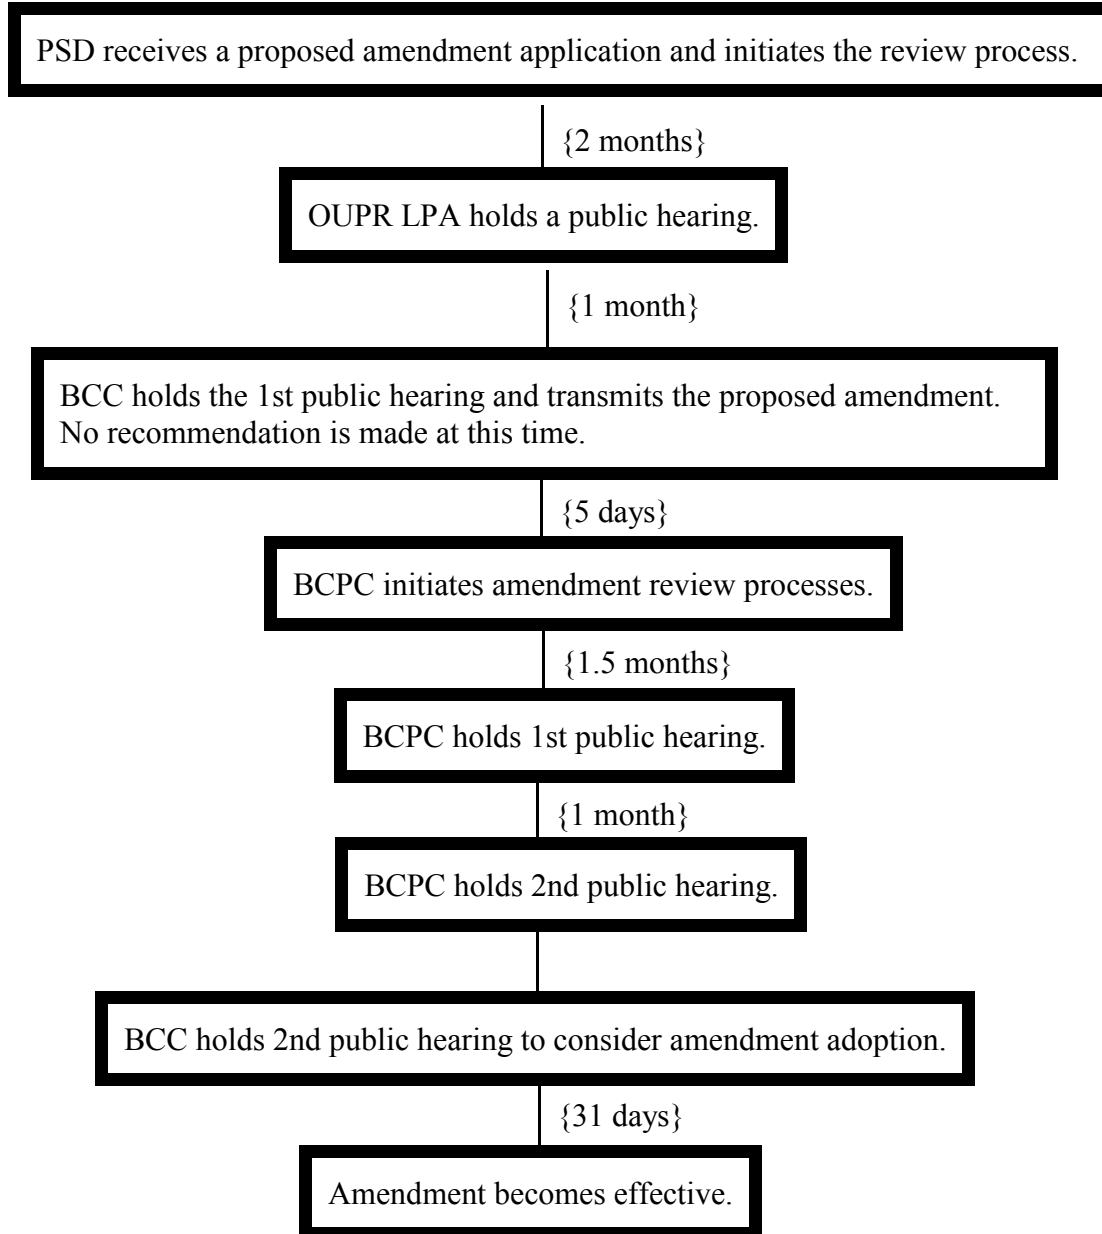 PSD receives a proposed amendment application and initiates the review process.
{2 months}
OUPR LPA holds a public hearing.
{1 month}
BCC holds the 1st public hearing and transmits the proposed amendment.
No recommendation is made at this time.
{5 days}
BCPC initiates amendment review processes.
{1.5 months}
BCPC holds 1st public hearing.
{1 month}
BCPC holds 2nd public hearing.
BCC holds 2nd public hearing to consider amendment adoption.
{31 days}
Amendment becomes effective.